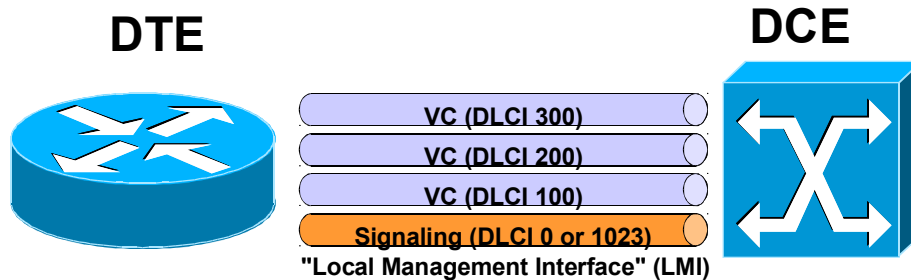 DTE
DCE
VC (DLCI 300)
VC (DLCI 200)
VC (DLCI 100)
Signaling (DLCI 0 or 1023)
"Local Management Interface" (LMI)